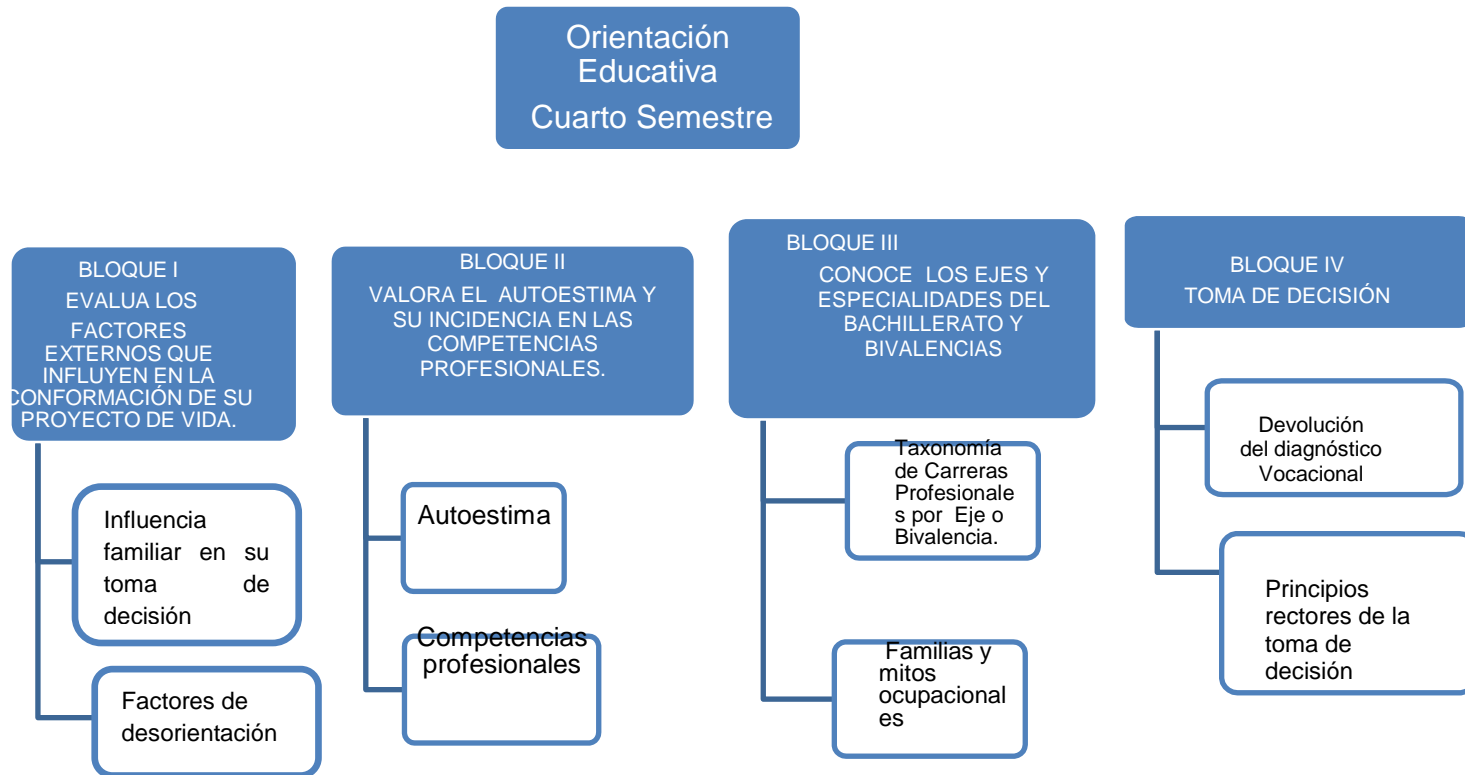 Orientación
Educativa
Cuarto Semestre
BLOQUE I
EVALUA LOS
FACTORES
EXTERNOS QUE
INFLUYEN EN LA
CONFORMACIÓN DE SU
PROYECTO DE VIDA.
Influencia
familiar en su
toma de
decisión
Factores de
desorientación
BLOQUE II
VALORA EL AUTOESTIMA Y
SU INCIDENCIA EN LAS
COMPETENCIAS
PROFESIONALES.
Autoestima
Competencias
profesionales
BLOQUE III
CONOCE LOS EJES Y
ESPECIALIDADES DEL
BACHILLERATO Y
BIVALENCIAS
Taxonomía
de Carreras
Profesionale
s por Eje o
Bivalencia.
Familias y
mitos
ocupacional
es
BLOQUE IV
TOMA DE DECISIÓN
Devolución
del diagnóstico
Vocacional
Principios
rectores de la
toma de
decisión